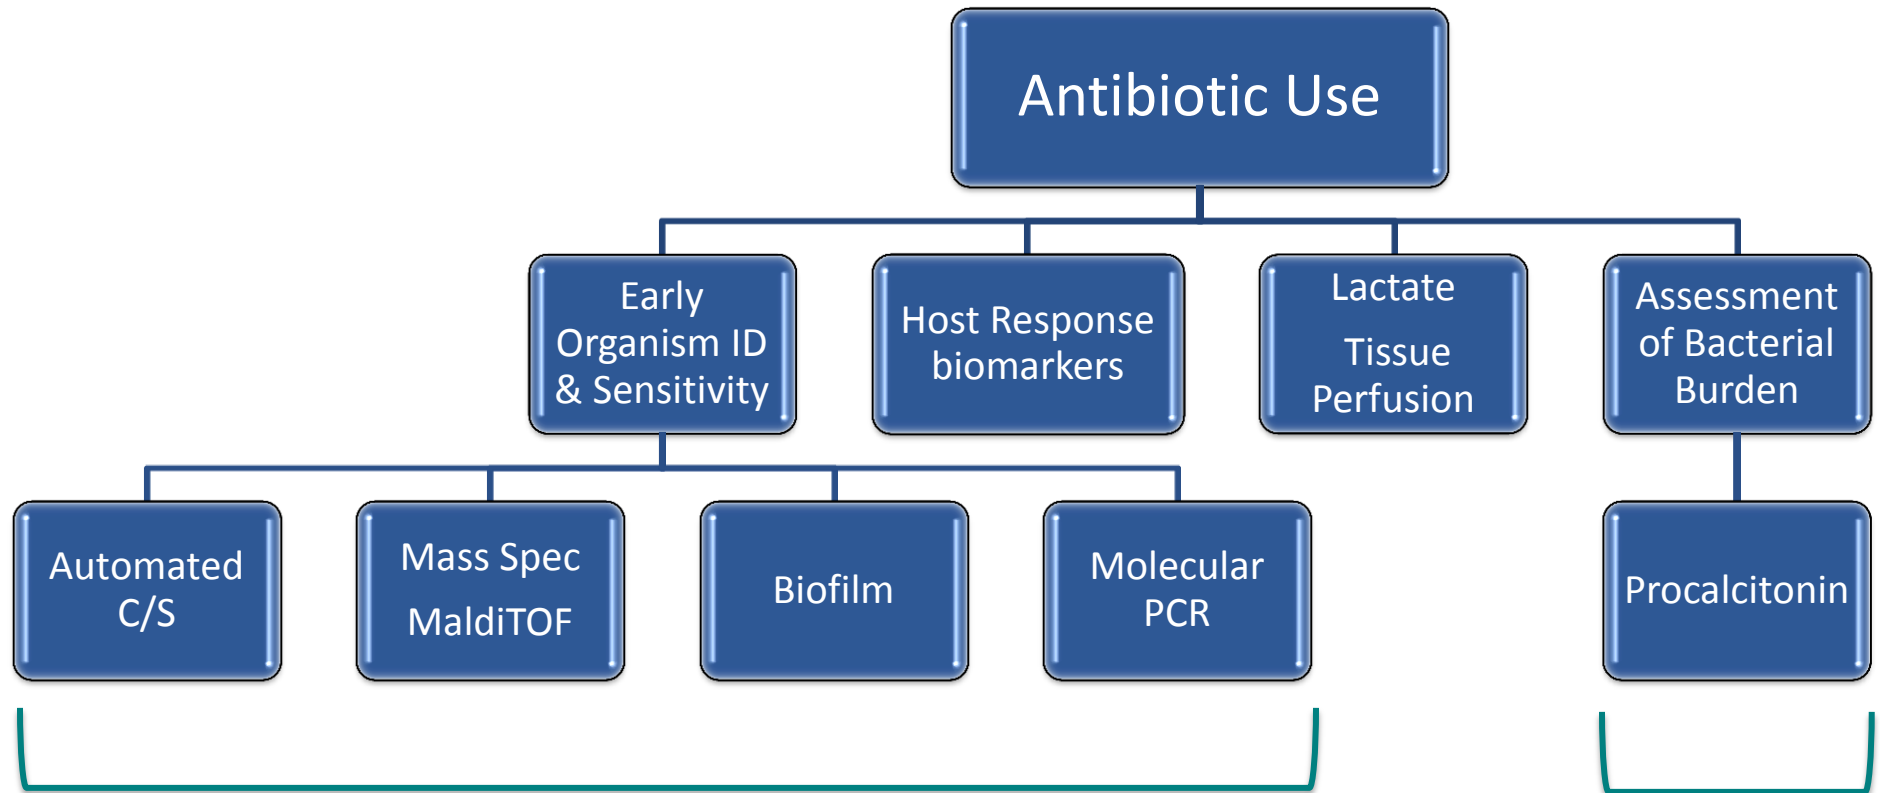 Antibiotic Use
Early
Organism ID
& Sensitivity
Host Response
biomarkers
Lactate
Tissue
Perfusion
Assessment
of Bacterial
Burden
Automated
C/S
Mass Spec
MaldiTOF
Biofilm
Molecular
PCR
Procalcitonin